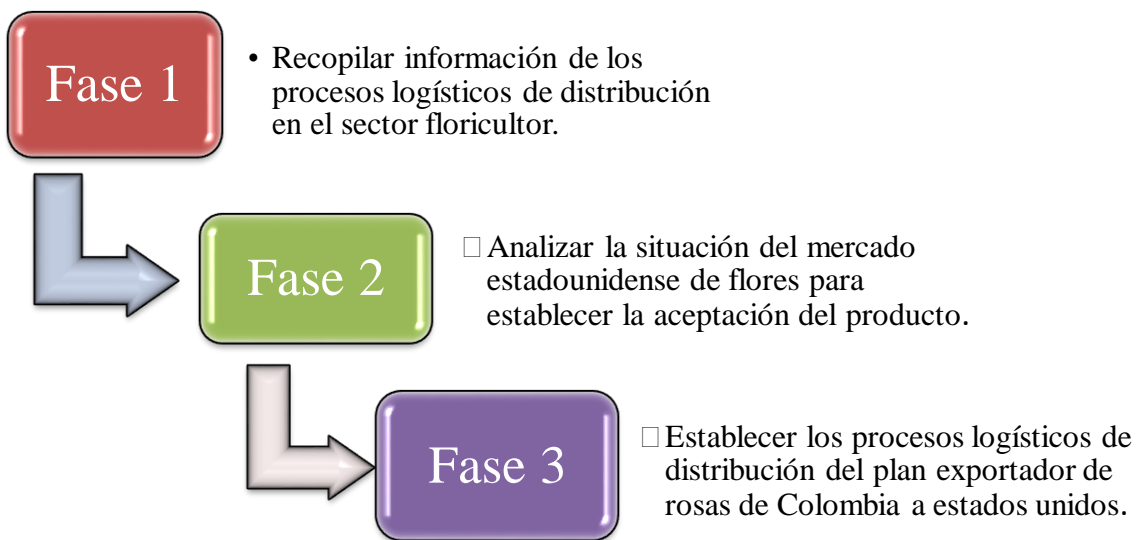 Fase 1
• Recopilar información de los
procesos logísticos de distribución
en el sector floricultor.
Fase 2
□ Analizar la situación del mercado
estadounidense de flores para
establecer la aceptación del producto.
Fase 3
□ Establecer los procesos logísticos de
distribución del plan exportador de
rosas de Colombia a estados unidos.